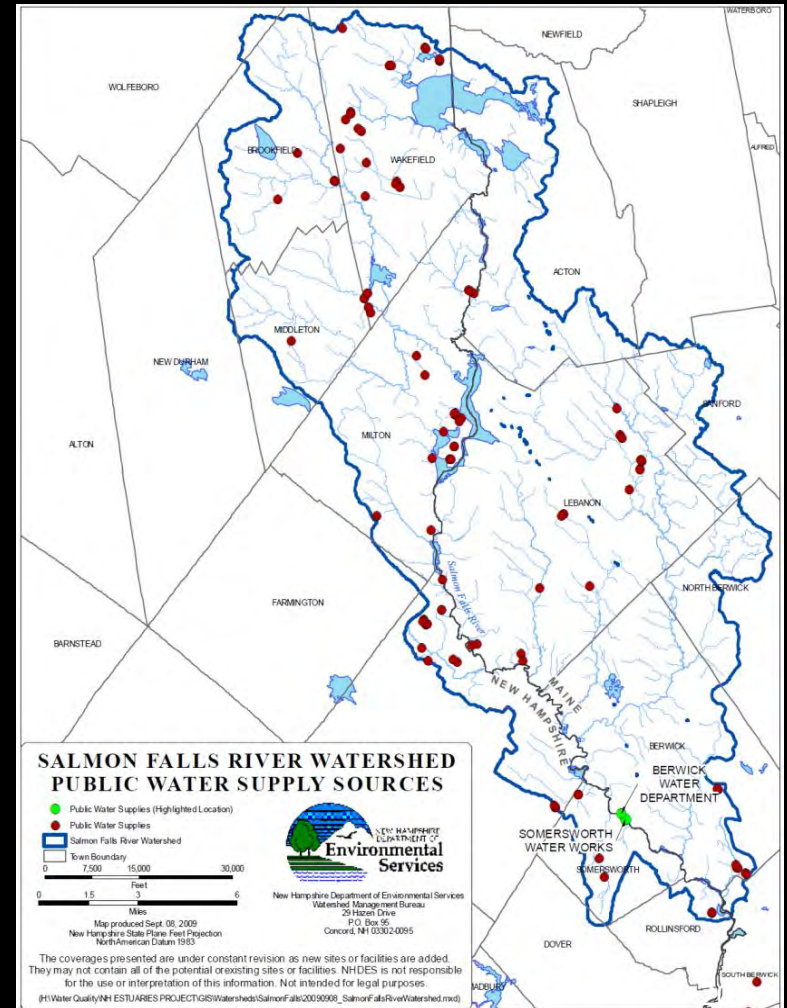 WATERBORO
NEWFIELD
WOLFEBORO
SHAPLEIGH
ALFRED
BROOKFIELD
WAKEFIELD
ACTON
MIDDLETON
NEW DURHAM
SANFORD
ALTON
MILTON
LEBANON
NORTH BERWICK
FARMINGTON
Salmon Falls River
BARNSTEAD
MAINE
NEW HAMPSHIRE
BERWICK
BERWICK
WATER
DEPARTMENT
SOMERSWORTH
WATER WORKS
SOMERSWORTH
ROLLINSFORD
DOVER
SOUTH BERWICK
MADBURY
SALMON FALLS RIVER WATERSHED
PUBLIC WATER SUPPLY SOURCES
Public Water Supplies (Highlighted Location)
Public Water Supplies
Salmon Falls River Watershed
Town Boundary
0 7,500 15,000 30,000
Feet
0 1.5 3 6
Miles
Map produced Sept. 08, 2009
New Hampshire State Plane Feet Projection
North American Datum 1983
NEW HAMPSHIRE
DEPARTMENT OF
Environmental
Services
New Hampshire Department of Environmental Services
Watershed Management Bureau
29 Hazen Drive
P.O. Box 95
Concord, NH 03302-0095
The coverages presented are under constant revision as new sites or facilities are added.
They may not contain all of the potential or existing sites or facilities. NHDES is not responsible
for the use or interpretation of this information. Not intended for legal purposes.
(H:\Water Quality\NH ESTUARIES PROJECT\GIS\Watersheds\SalmonFalls\20090908_SalmonFallsRiverWatershed.mxd)